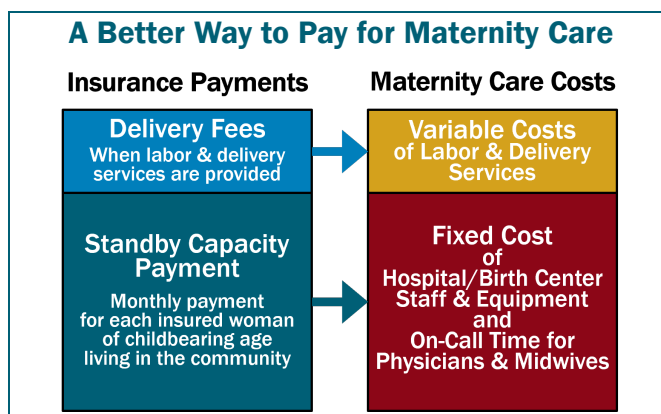 A Better Way to Pay for Maternity Care
Insurance Payments
Maternity Care Costs
Delivery Fees
When labor & delivery
services are provided
Variable Costs
of Labor & Delivery
Services
Standby Capacity
Payment
Monthly payment
for each insured woman
of childbearing age
living in the community
Fixed Cost
of
Hospital/Birth Center
Staff & Equipment
and
On-Call Time for
Physicians & Midwives